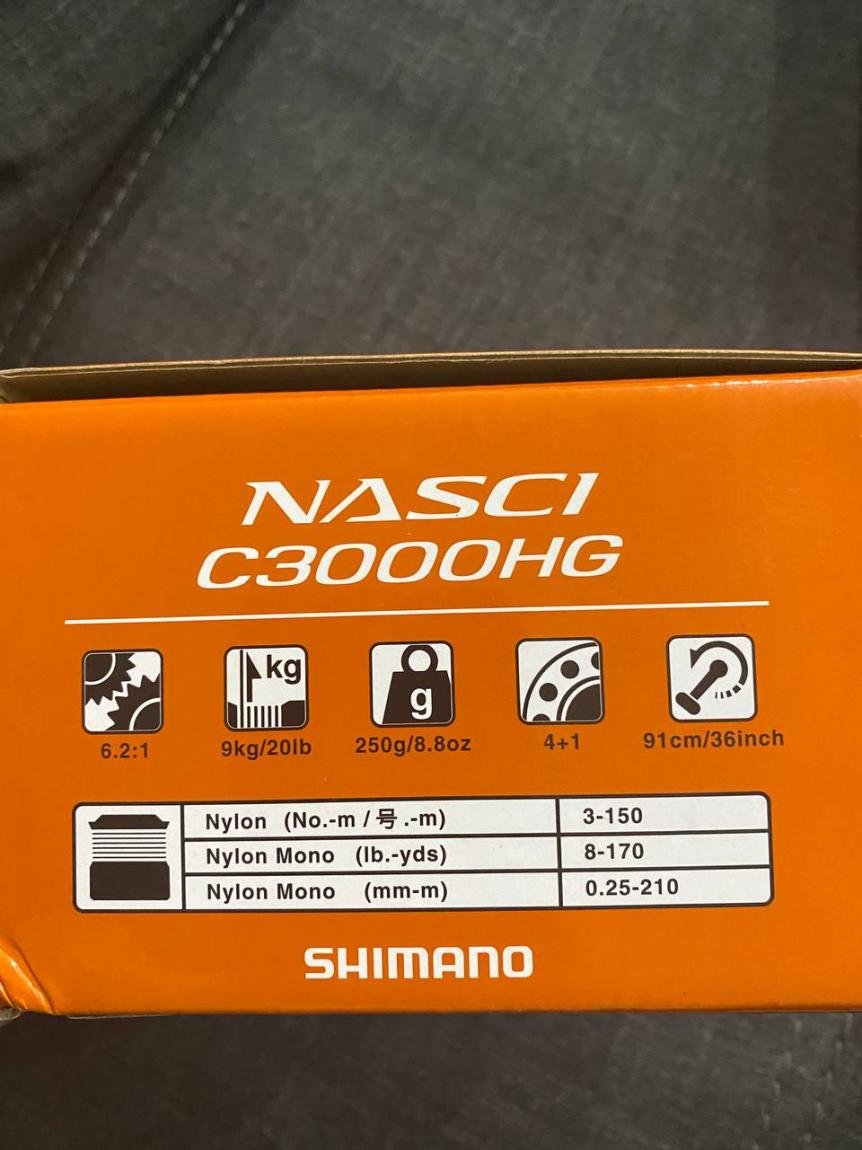 NASCI
C3000HG
kg
g
6.2:1 9kg/20lb 250g/8.8oz 4+1 91cm/36inch
Nylon (No.-m / 号.-m) 3-150
Nylon Mono (lb.-yds) 8-170
Nylon Mono (mm-m) 0.25-210
SHIMANO